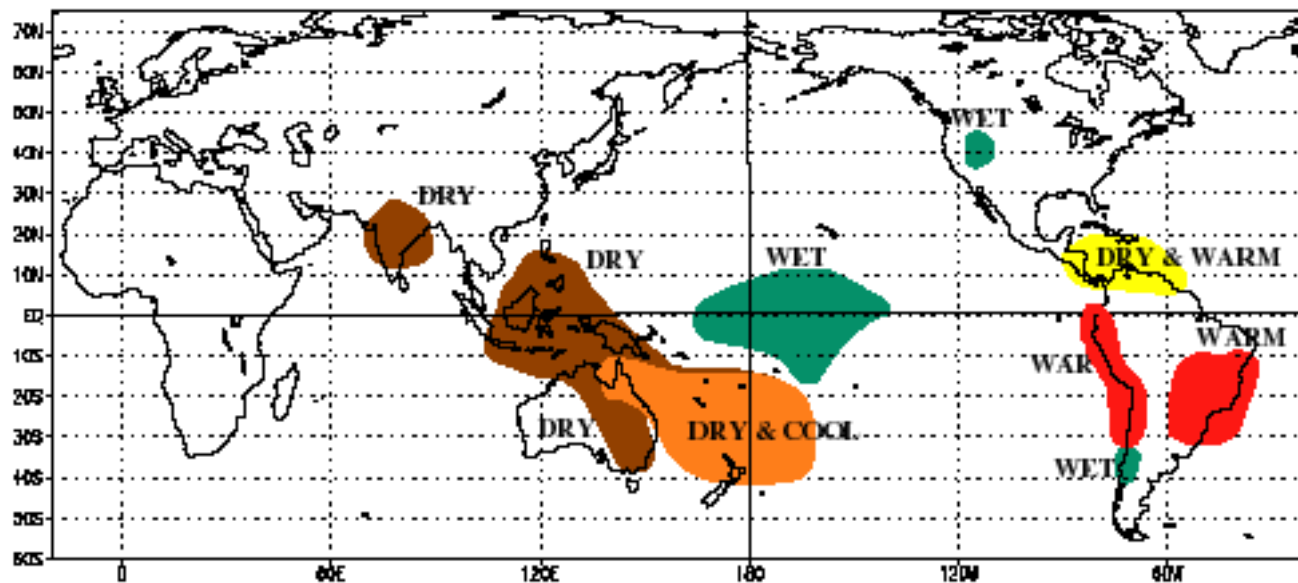 70N
60N
50N
40N
30N
20N
10N
EQ
10S
20S
30S
40S
50S
60S
WET
DRY
DRY
WET
DRY & WARM
WARM
WAR
DRY
DRY & COOL
WET
0
60E
120E
180
120W
60W